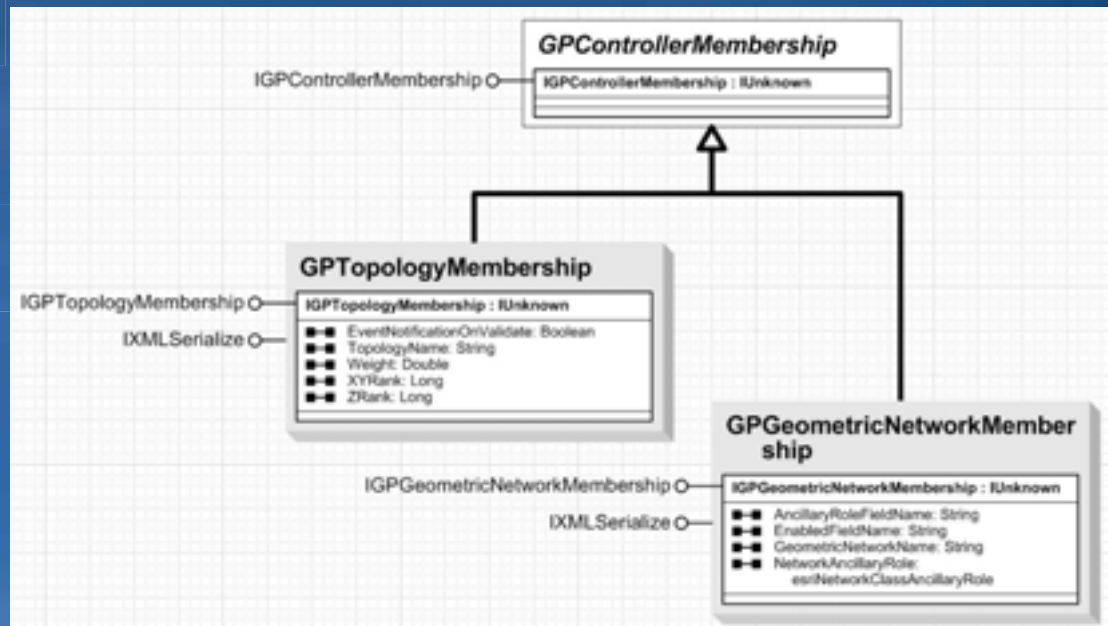 GPControllerMembership
IGPControllerMembership
IGPControllerMembership : IUnknown
GPTopologyMembership
IGPTopologyMembership
IGPTopologyMembership : IUnknown
IXMLSerialize
EventNotificationOnValidate: Boolean
TopologyName: String
Weight: Double
XYRank: Long
ZRank: Long
GPGeometricNetworkMember
ship
IGPGeometricNetworkMembership
IGPGeometricNetworkMembership : IUnknown
IXMLSerialize
AncillaryRoleFieldName: String
EnabledFieldName: String
GeometricNetworkName: String
NetworkAncillaryRole:
esriNetworkClassAncillaryRole